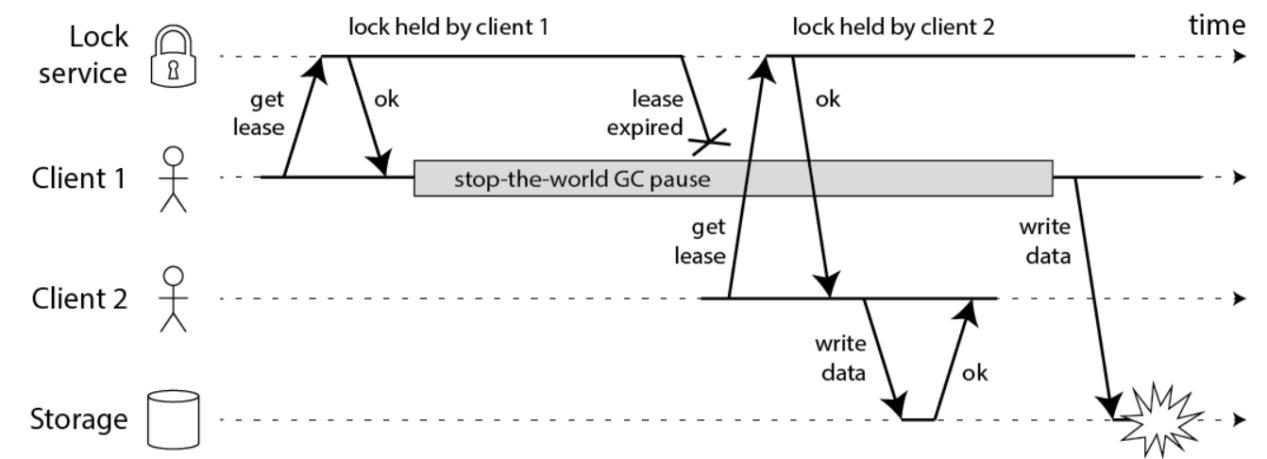 lock held by client 1
lock held by client 2
time
Lock
service
get
lease
ok
lease
expired
ok
Client 1
stop-the-world GC pause
get
lease
write
data
Client 2
write
data
ok
Storage